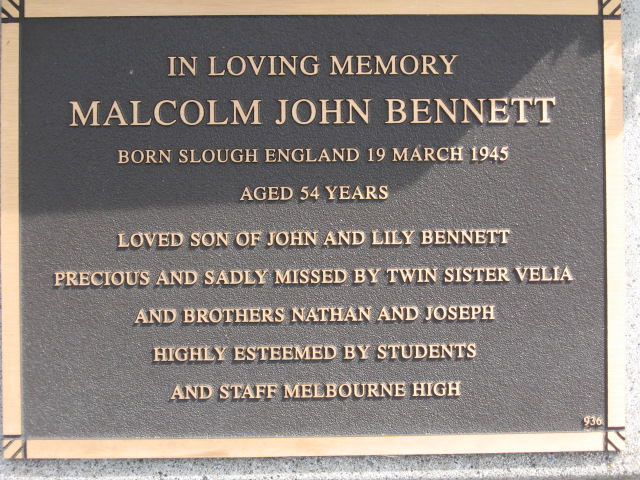 IN LOVING MEMORY
MALCOLM JOHN BENNETT
BORN SLOUGH ENGLAND 19 MARCH 1945
AGED 54 YEARS
LOVED SON OF JOHN AND LILY BENNETT
PRECIOUS AND SADLY MISSED BY TWIN SISTER VELIA
AND BROTHERS NATHAN AND JOSEPH
HIGHLY ESTEEMED BY STUDENTS
AND STAFF MELBOURNE HIGH
936